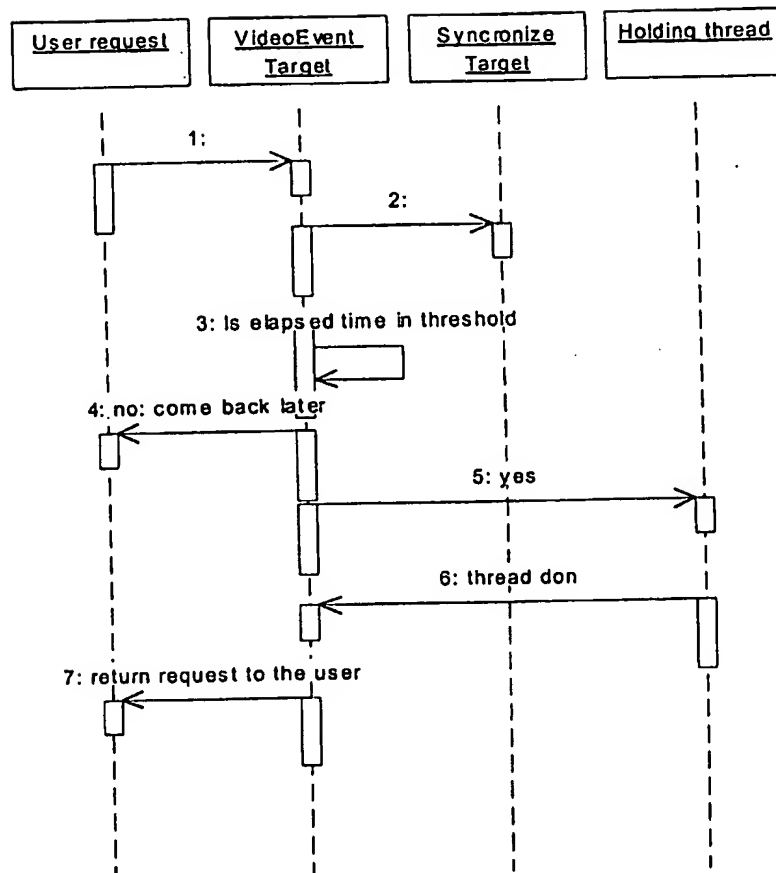 User request
VideoEvent
Target
Syncronize
Target
Holding thread
1:
2:
3: Is elapsed time in threshold
4: no: come back later
5: yes
6: thread don
7: return request to the user